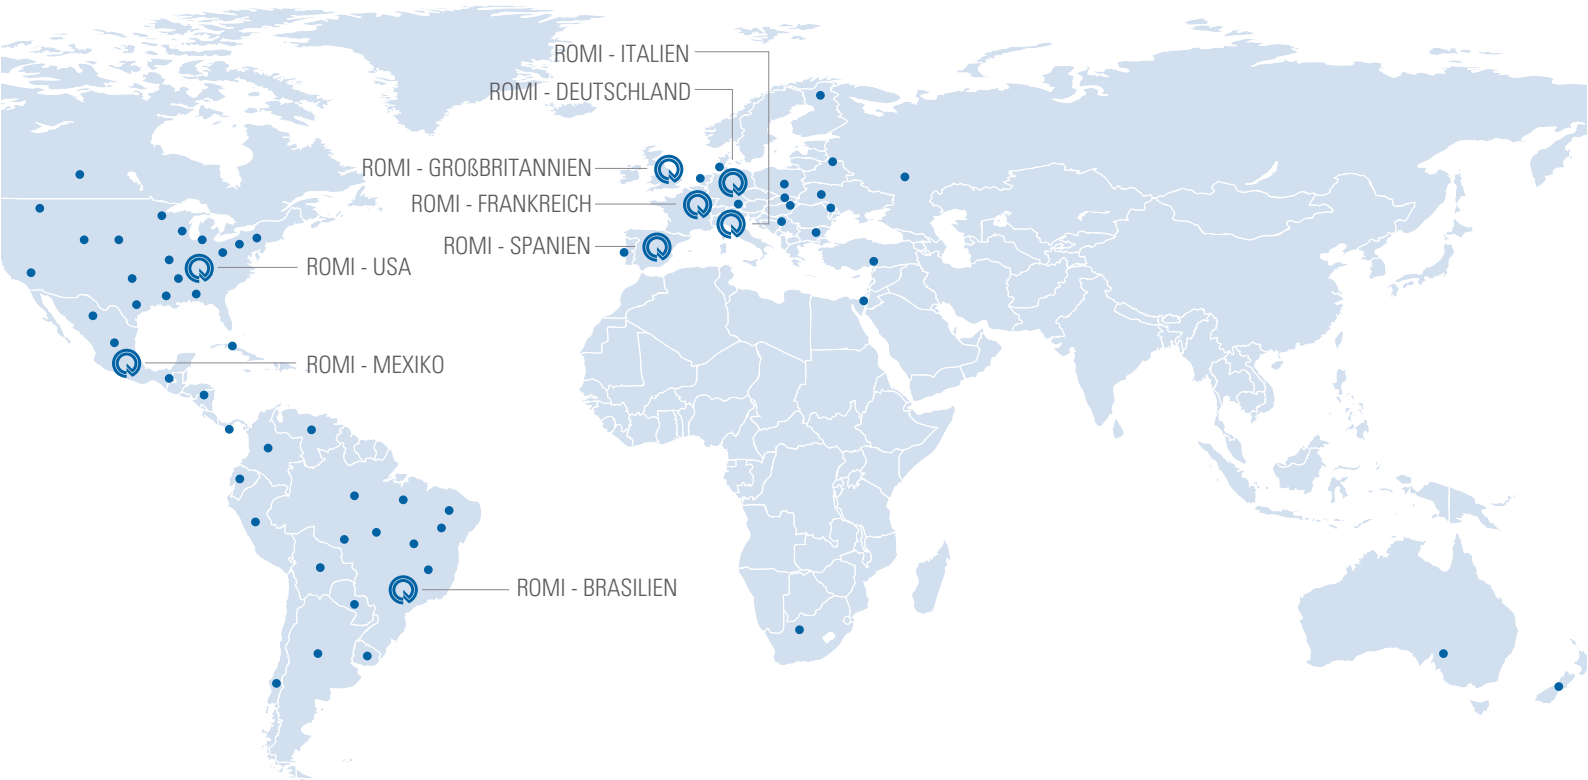 ROMI - ITALIEN
ROMI - DEUTSCHLAND
ROMI - GROßBRITANNIEN
ROMI - FRANKREICH
ROMI - SPANIEN
ROMI - USA
ROMI - MEXIKO
ROMI - BRASILIEN